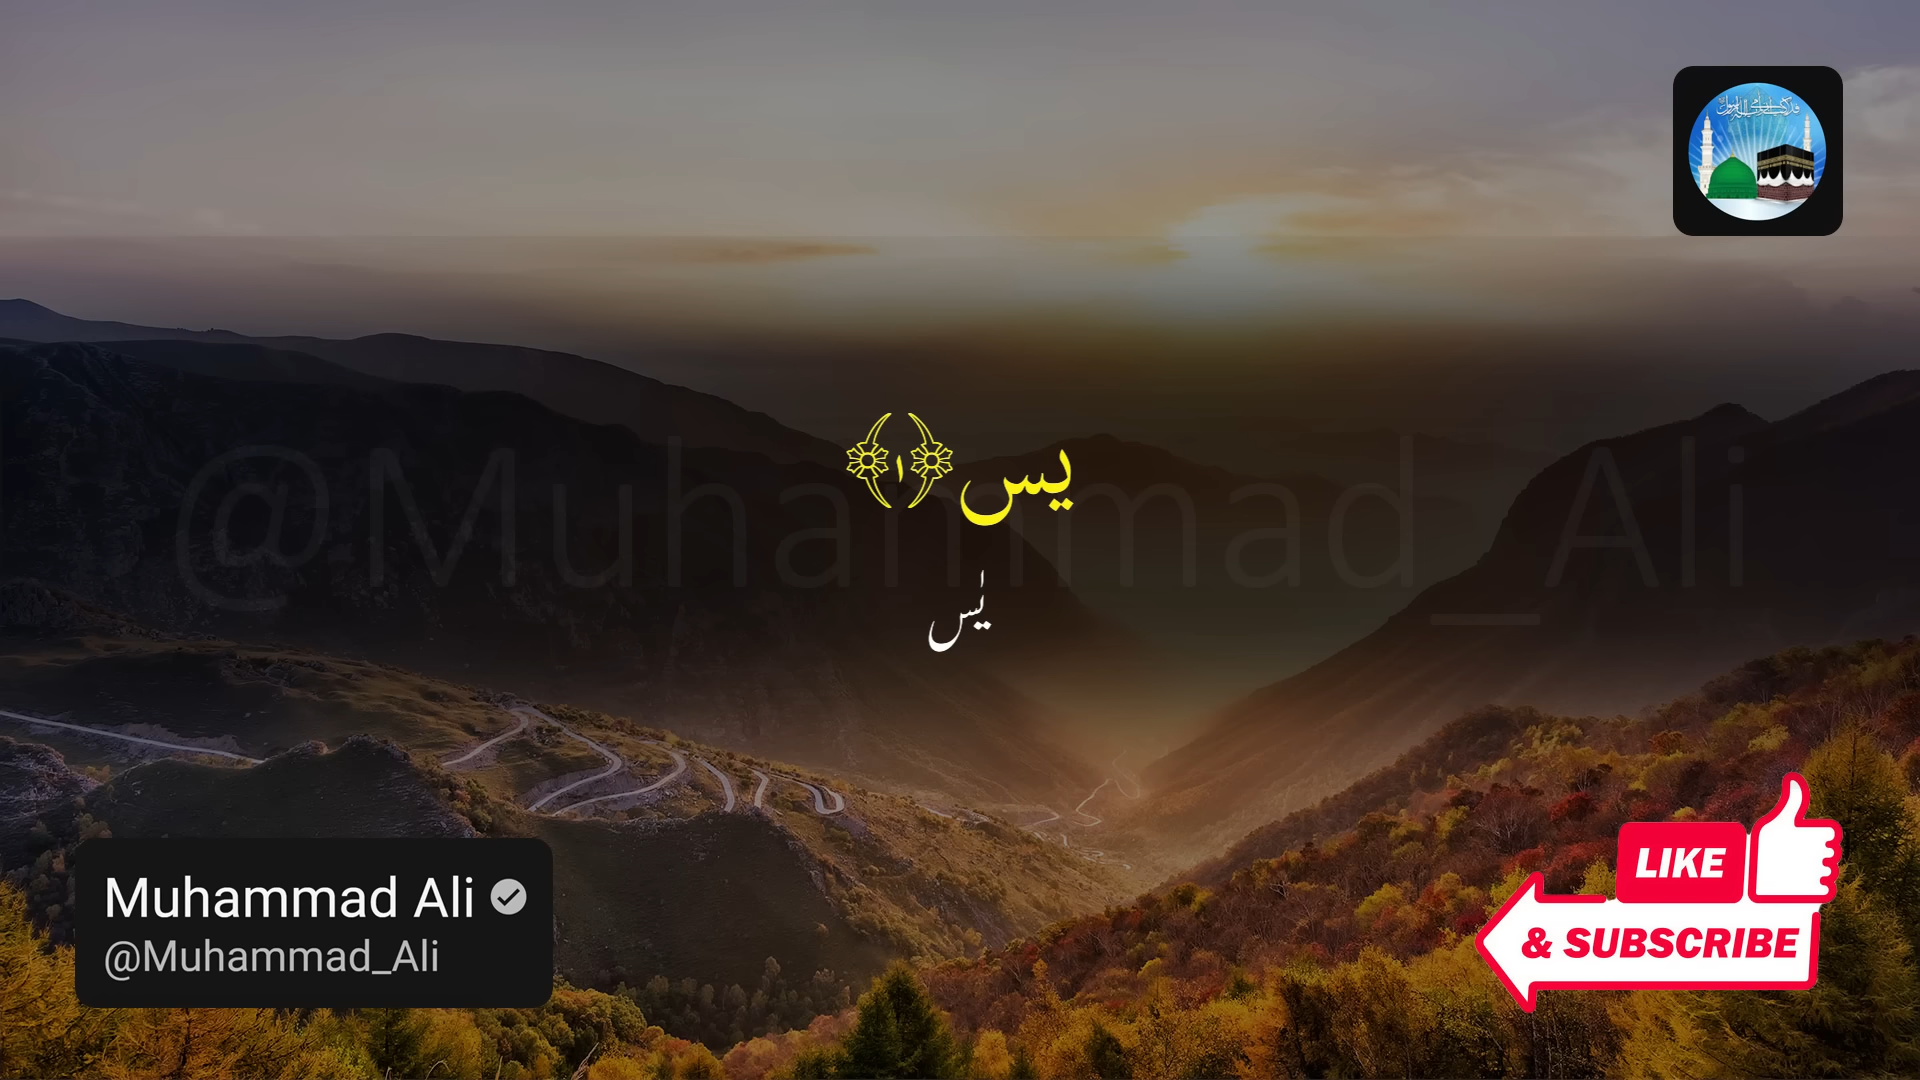 يس ﴿١﴾
یٰس
@Muhammad_Ali
LIKE
& SUBSCRIBE
Muhammad Ali
@Muhammad_Ali